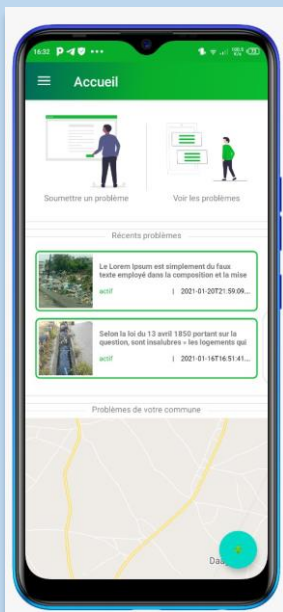 16:32
Accueil
Soumettre un problème
Voir les problèmes
Récents problèmes
Le Lorem Ipsum est simplement du faux
texte employé dans la composition et la mise
actif | 2021-01-20T21:59:09...
Selon la loi du 13 avril 1850 portant sur la
question, sont insalubres « les logements qui
actif | 2021-01-16T16:51:41...
Problèmes de votre commune